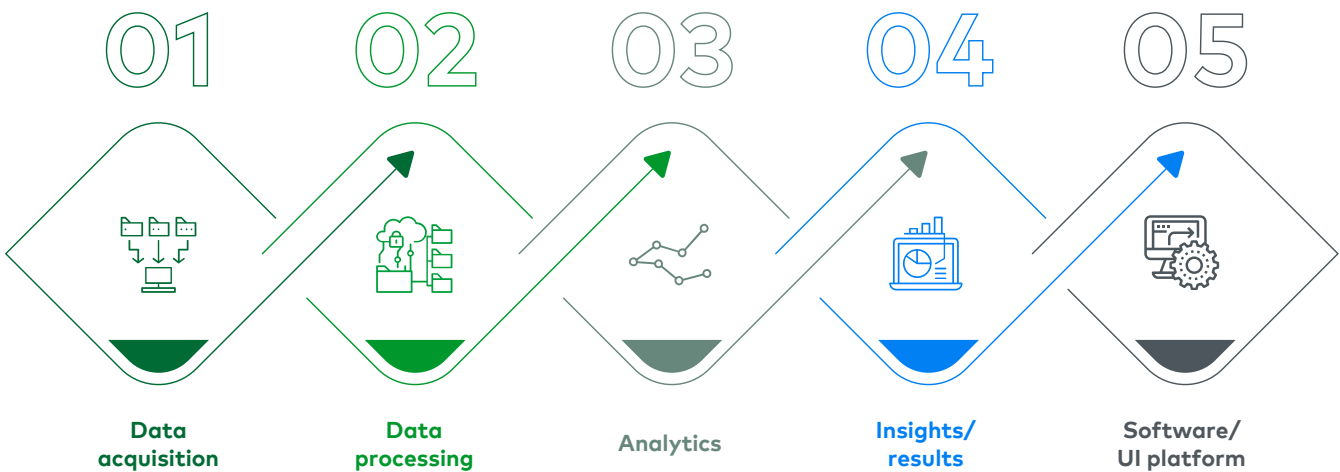 01
02
03
04
05
Data
acquisition
Data
processing
Analytics
Insights/
results
Software/
UI platform